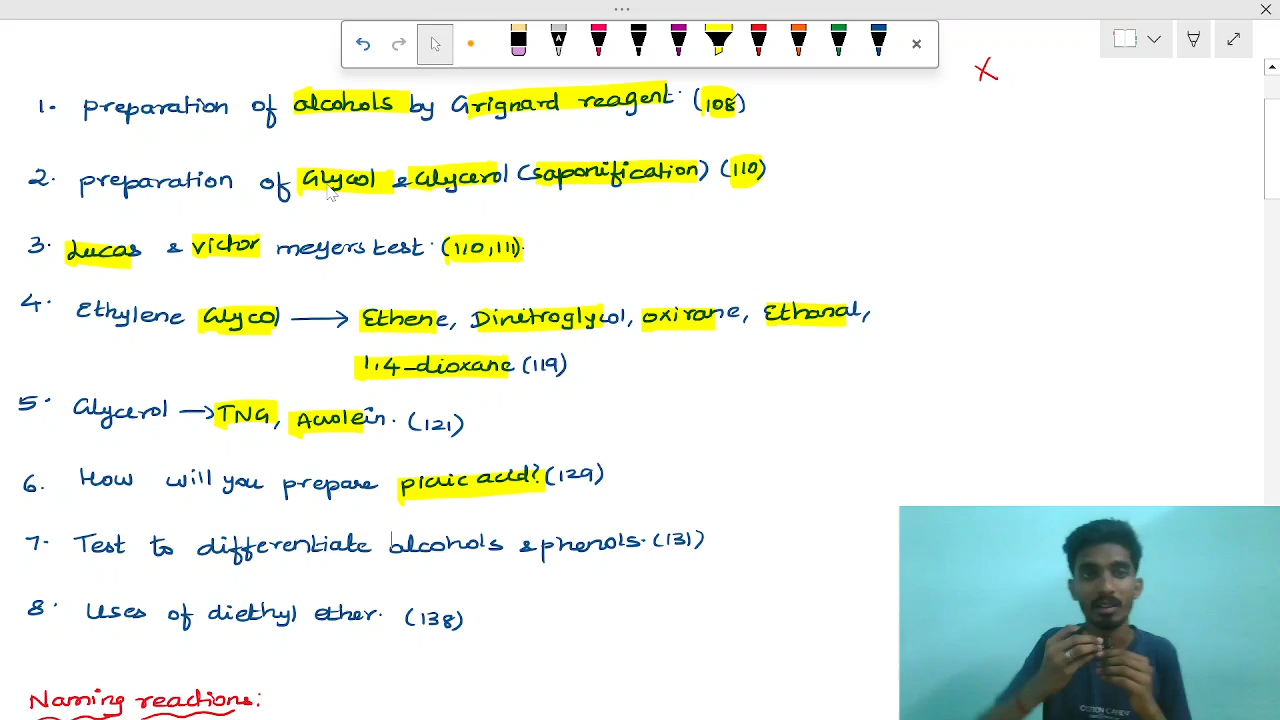 1. preparation of alcohols by Grignard reagent. (108)
2. preparation of Glycol & Glycerol (saponification) (110)
3. Lucas & victor meyers test. (110,111).
4. Ethylene Glycol → Ethene, Dinetroglycol, oxirane, Ethanal,
1,4-dioxane (119)
5. Glycerol → TNG, Acrolein. (121)
6. How will you prepare picric acid? (129)
7. Test to differentiate alcohols & phenols. (131)
8. Uses of diethyl ether. (138)
Naming reactions:
COTTON CANDY